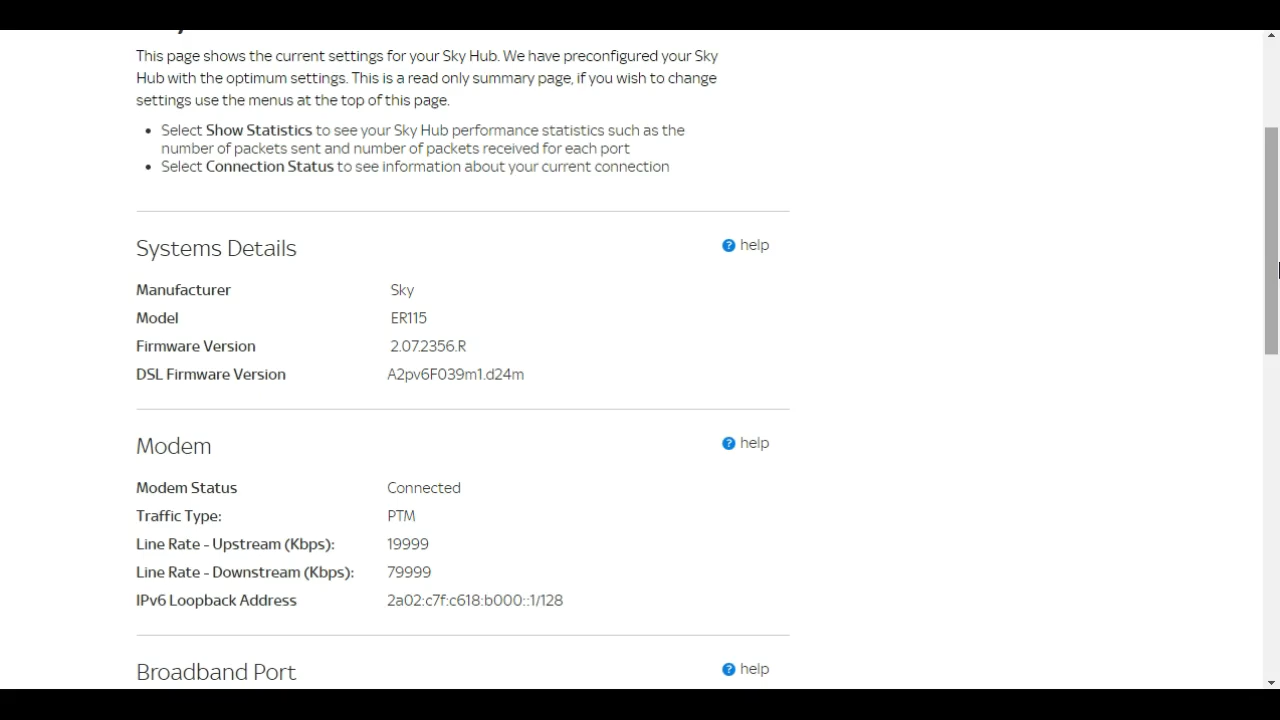 This page shows the current settings for your Sky Hub. We have preconfigured your Sky
Hub with the optimum settings. This is a read only summary page, if you wish to change
settings use the menus at the top of this page.
• Select Show Statistics to see your Sky Hub performance statistics such as the
number of packets sent and number of packets received for each port
• Select Connection Status to see information about your current connection
Systems Details
help
Manufacturer Sky
Model ER115
Firmware Version 2.07.2356.R
DSL Firmware Version A2pv6F039m1.d24m
Modem
help
Modem Status Connected
Traffic Type: PTM
Line Rate - Upstream (Kbps): 19999
Line Rate - Downstream (Kbps): 79999
IPv6 Loopback Address 2a02:c7f:c618:b000::1/128
Broadband Port
help